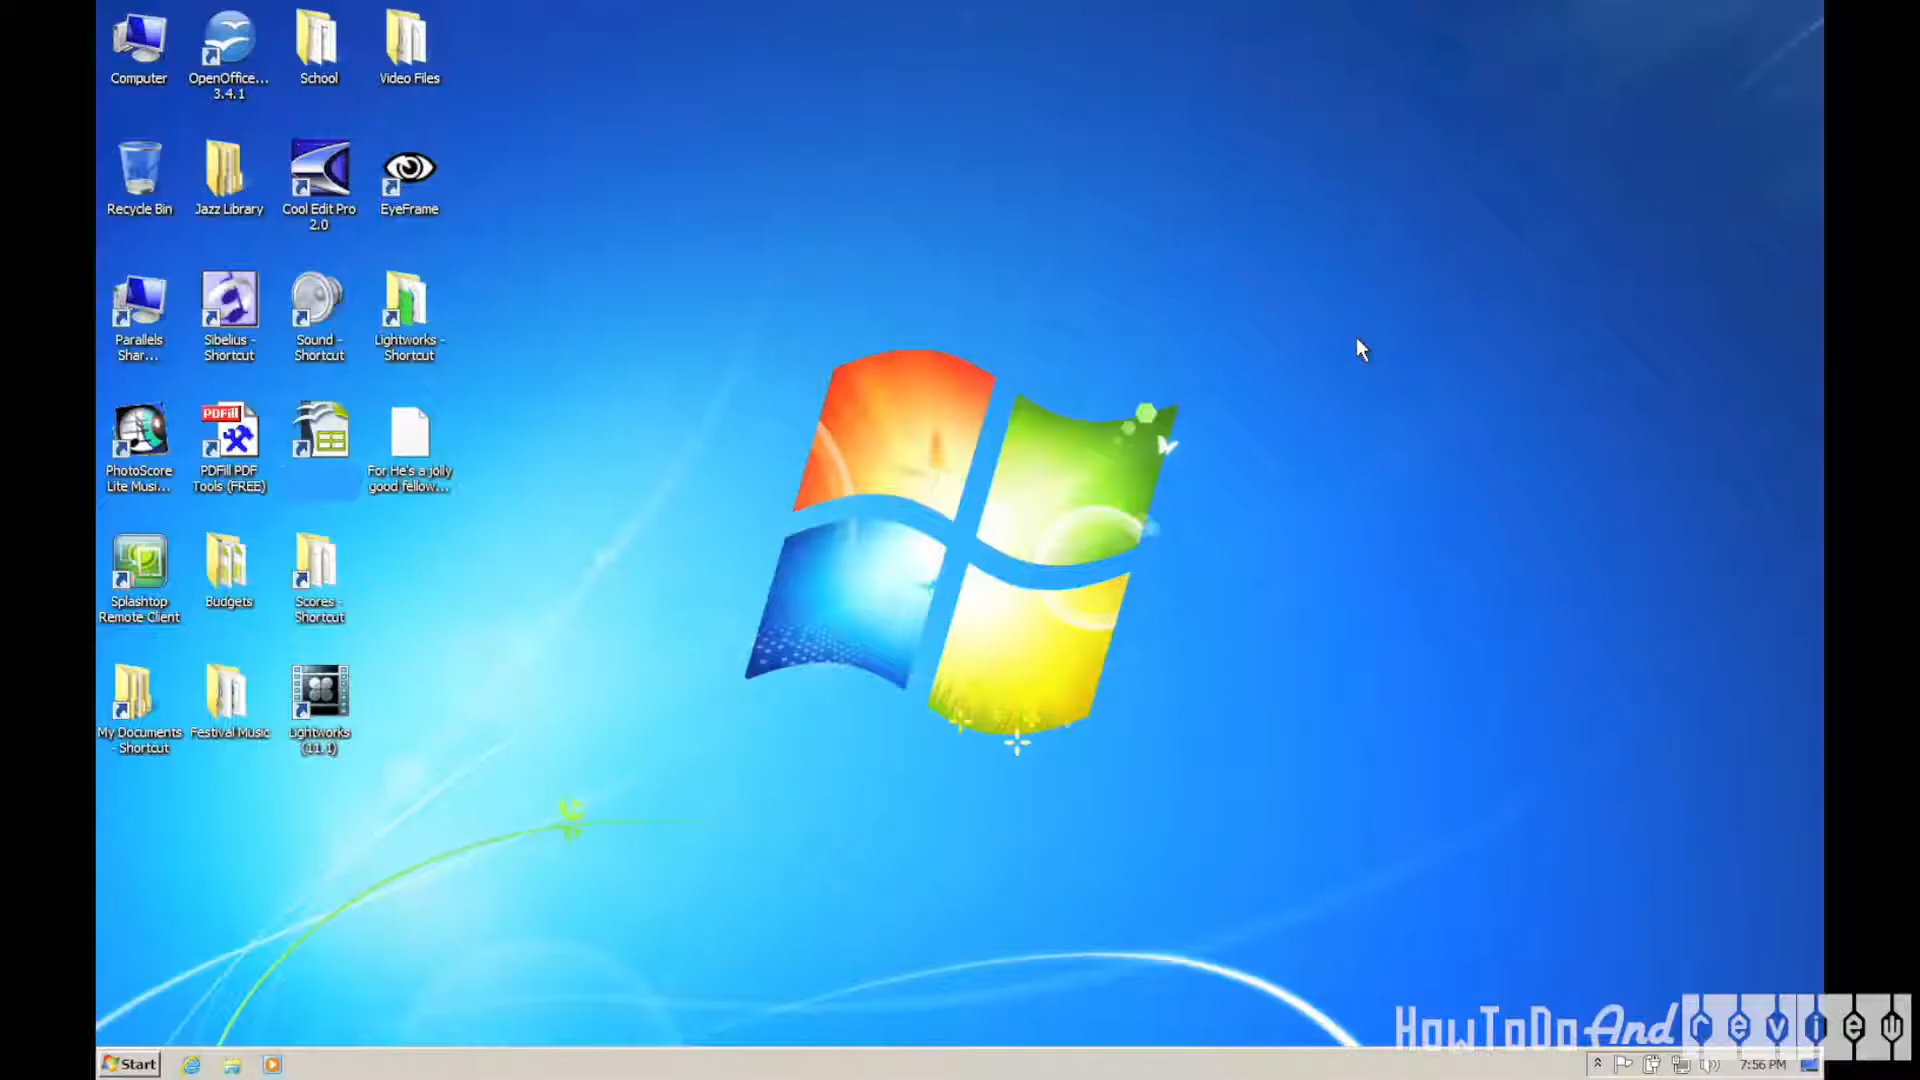 Computer
OpenOffice...
3.4.1
School
Video Files
Recycle Bin
Jazz Library
Cool Edit Pro
2.0
EyeFrame
Parallels
Shar...
Sibelius -
Shortcut
Sound -
Shortcut
Lightworks -
Shortcut
PhotoScore
Lite Musi...
PDFill
PDFill PDF
Tools (FREE)
For He's a jolly
good fellow...
Splashtop
Remote Client
Budgets
Scores -
Shortcut
My Documents
- Shortcut
Festival Music
Lightworks
(11.1)
HowToDoAndreview
Start
7:56 PM